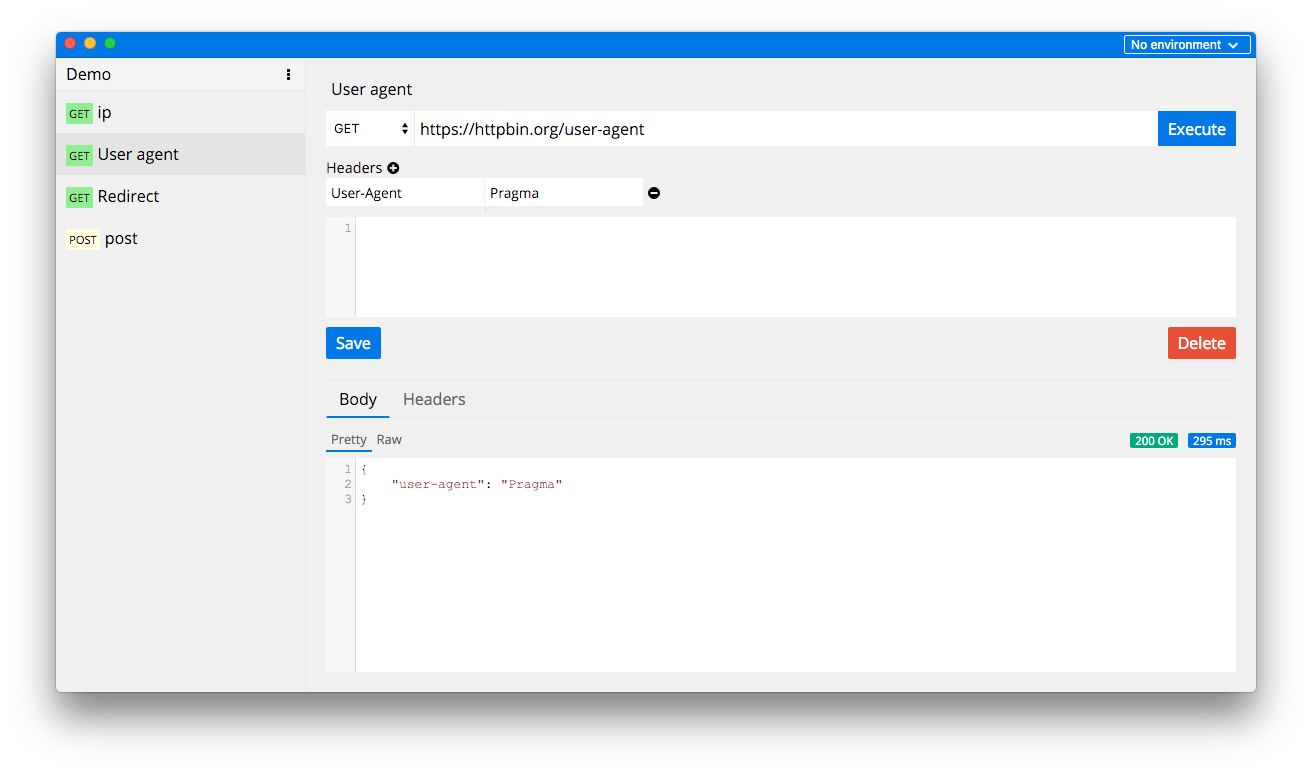 No environment
Demo
GET ip
GET User agent
GET Redirect
POST post
User agent
GET https://httpbin.org/user-agent Execute
Headers
User-Agent Pragma
1
Save Delete
Body Headers
Pretty Raw 200 OK 295 ms
1 {
2 "user-agent": "Pragma"
3 }